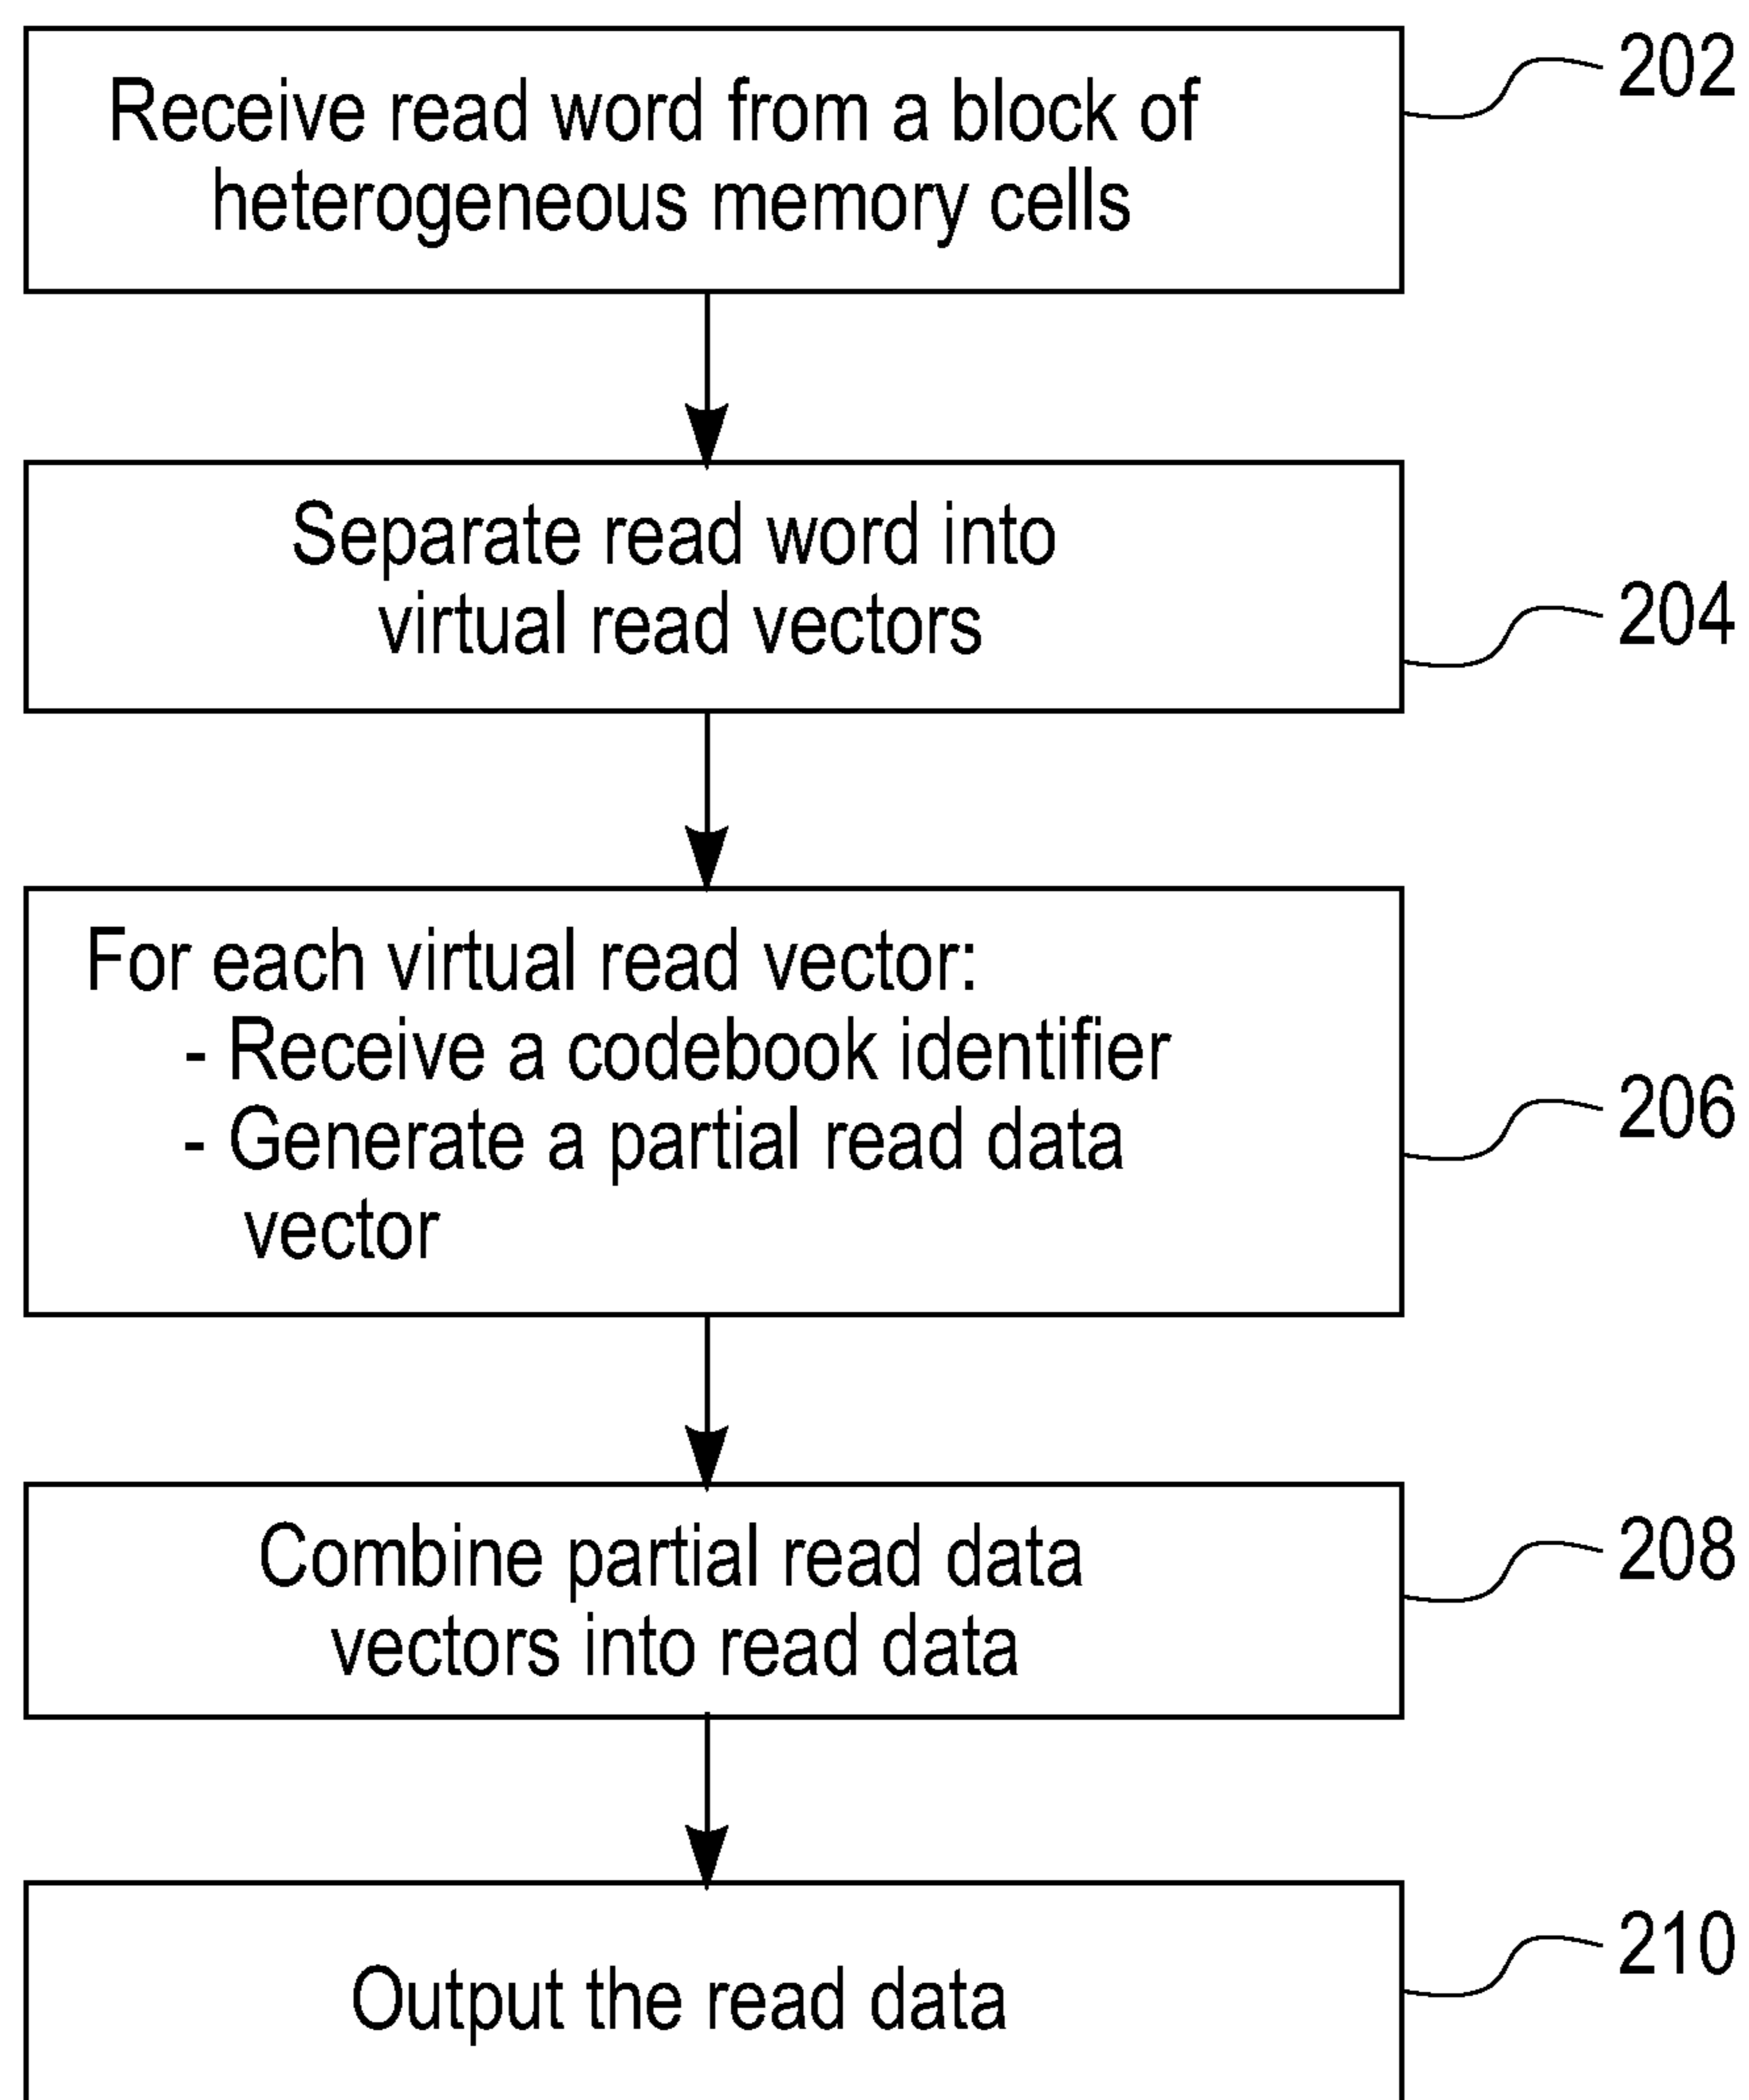 Receive read word from a block of
heterogeneous memory cells
202
Separate read word into
virtual read vectors
204
For each virtual read vector:
- Receive a codebook identifier
- Generate a partial read data
vector
206
Combine partial read data
vectors into read data
208
Output the read data
210